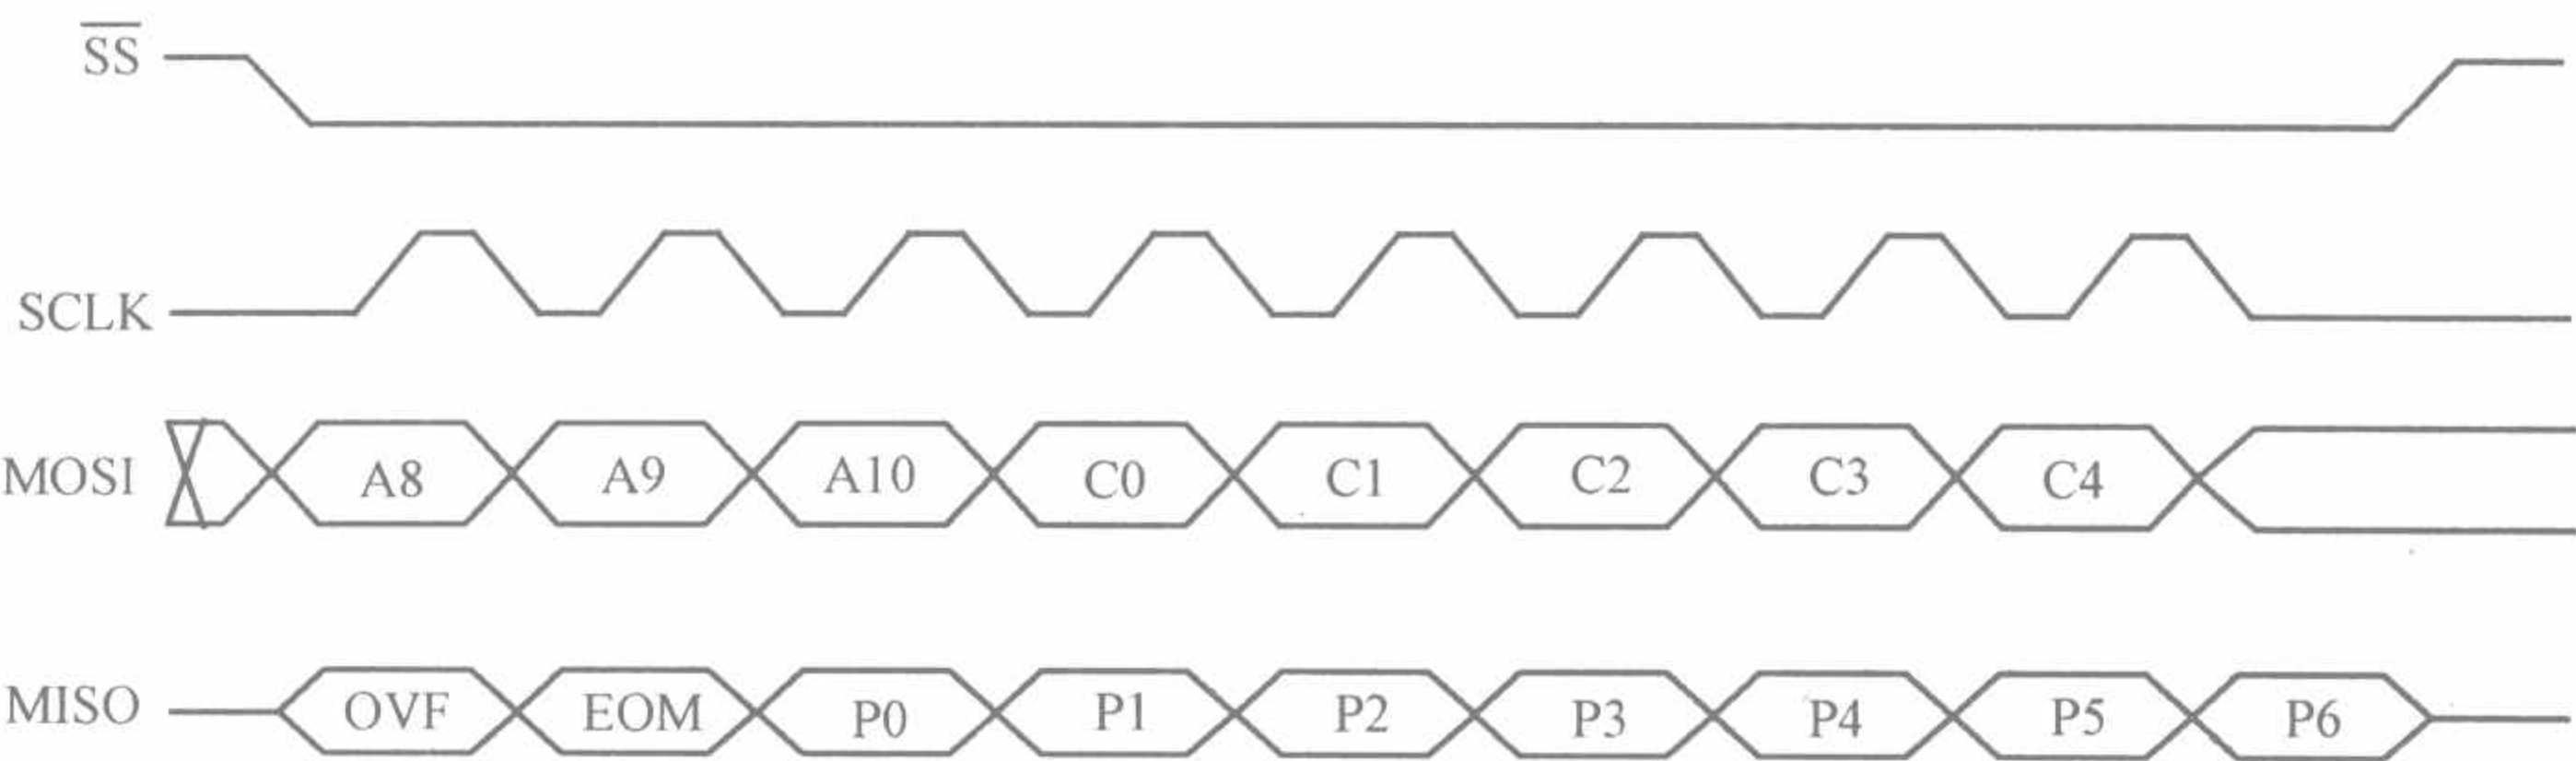 SS
SCLK
MOSI A8 A9 A10 C0 C1 C2 C3 C4
MISO OVF EOM P0 P1 P2 P3 P4 P5 P6